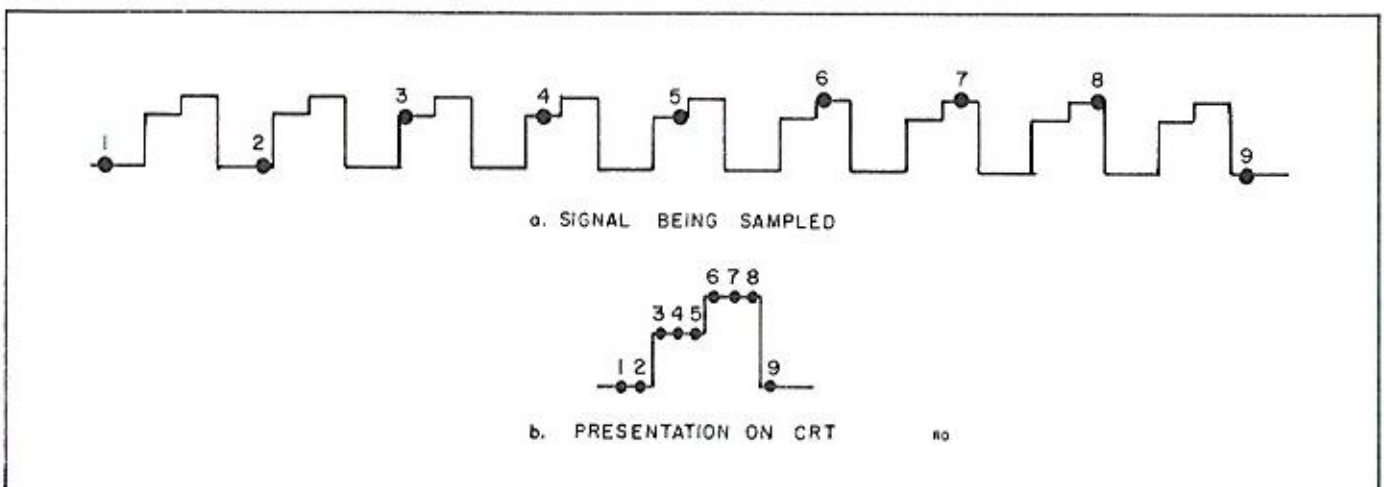 1 2 3 4 5 6 7 8 9
a. SIGNAL BEING SAMPLED
1 2 3 4 5 6 7 8 9
b. PRESENTATION ON CRT